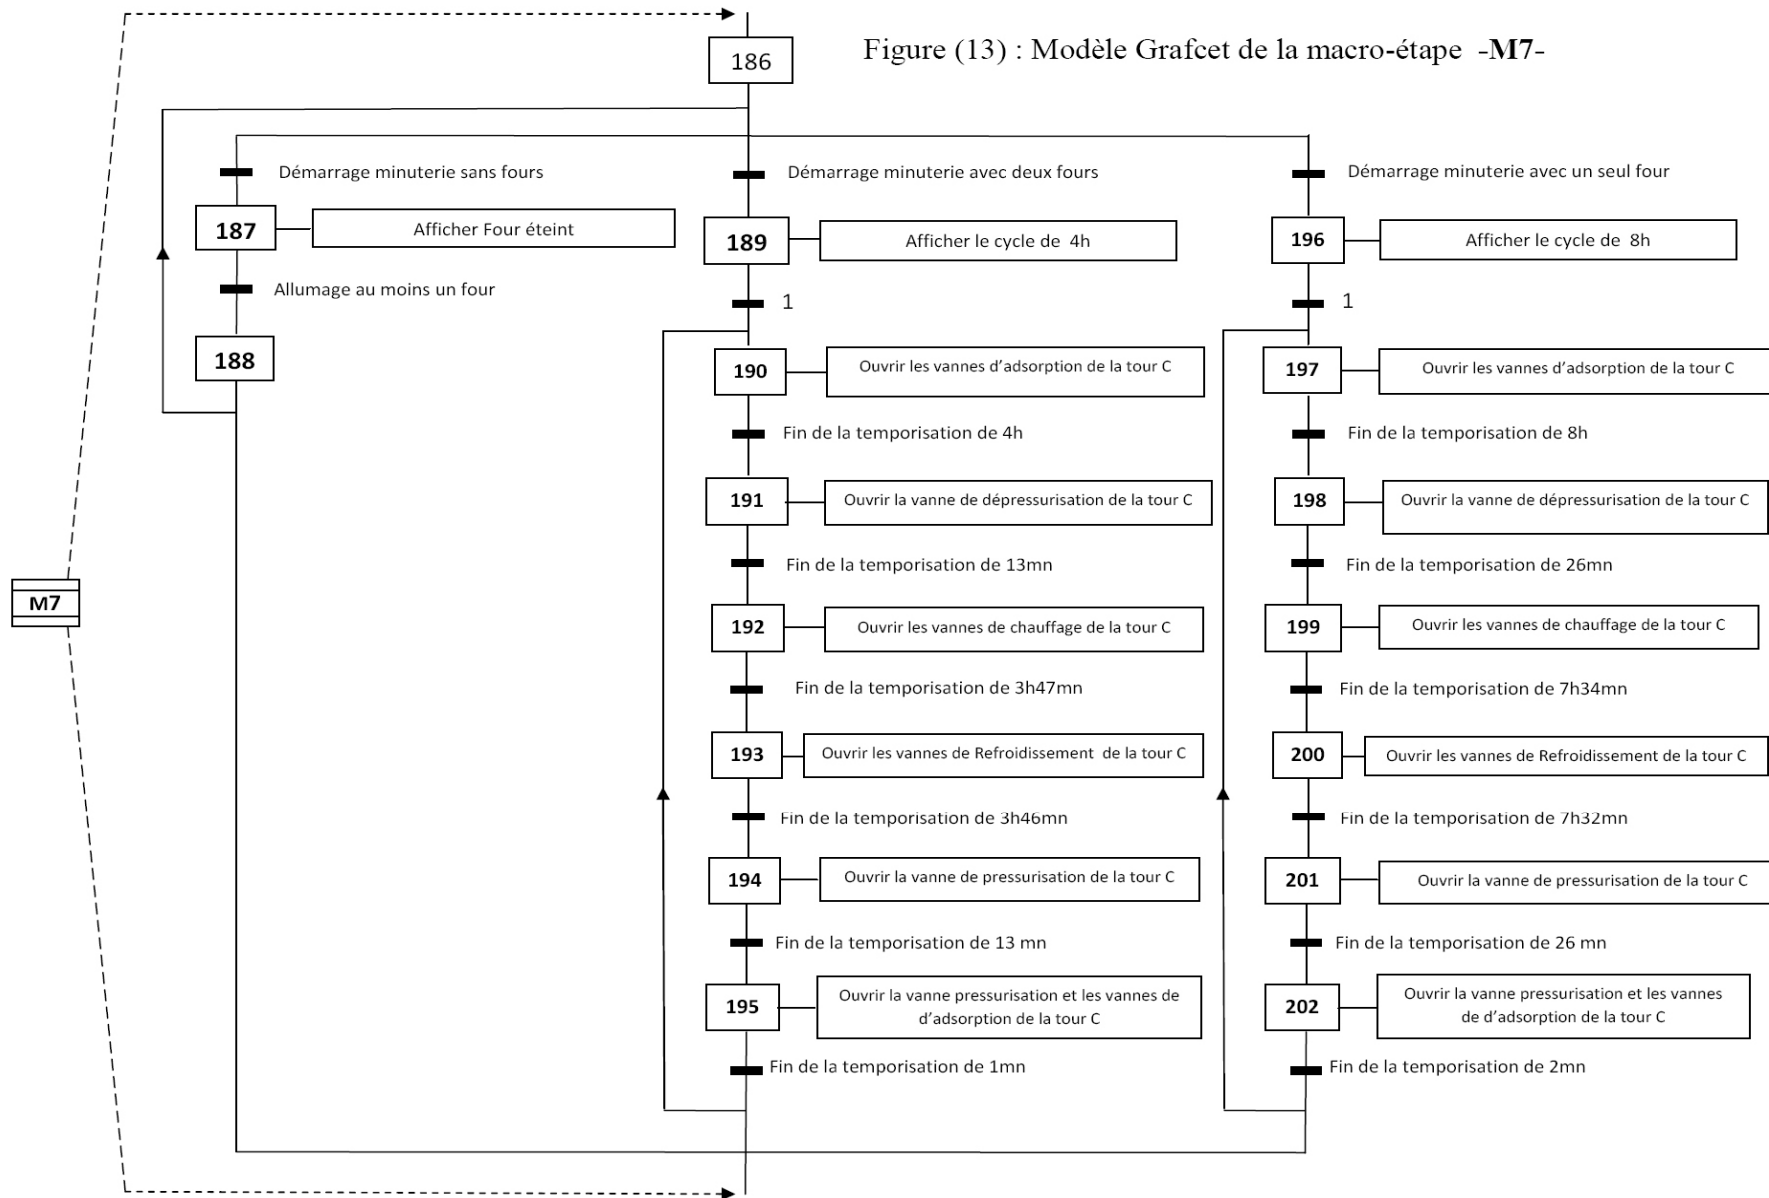 Figure (13) : Modèle Grafcet de la macro-étape -M7-
186
Démarrage minuterie sans fours
Démarrage minuterie avec deux fours
Démarrage minuterie avec un seul four
187
Afficher Four éteint
189
Afficher le cycle de 4h
196
Afficher le cycle de 8h
Allumage au moins un four
1
1
188
190
Ouvrir les vannes d'adsorption de la tour C
197
Ouvrir les vannes d'adsorption de la tour C
Fin de la temporisation de 4h
Fin de la temporisation de 8h
191
Ouvrir la vanne de dépressurisation de la tour C
198
Ouvrir la vanne de dépressurisation de la tour C
Fin de la temporisation de 13mn
Fin de la temporisation de 26mn
M7
192
Ouvrir les vannes de chauffage de la tour C
199
Ouvrir les vannes de chauffage de la tour C
Fin de la temporisation de 3h47mn
Fin de la temporisation de 7h34mn
193
Ouvrir les vannes de Refroidissement de la tour C
200
Ouvrir les vannes de Refroidissement de la tour C
Fin de la temporisation de 3h46mn
Fin de la temporisation de 7h32mn
194
Ouvrir la vanne de pressurisation de la tour C
201
Ouvrir la vanne de pressurisation de la tour C
Fin de la temporisation de 13 mn
Fin de la temporisation de 26 mn
195
Ouvrir la vanne pressurisation et les vannes de
d'adsorption de la tour C
202
Ouvrir la vanne pressurisation et les vannes
de d'adsorption de la tour C
Fin de la temporisation de 1mn
Fin de la temporisation de 2mn